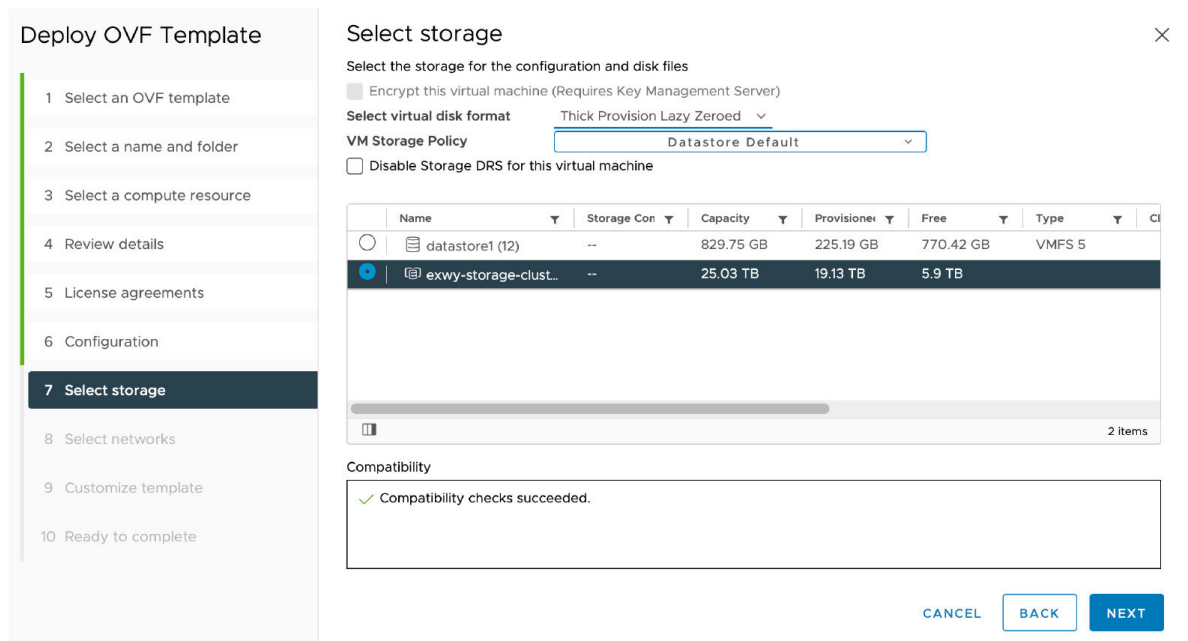 Deploy OVF Template
1 Select an OVF template
2 Select a name and folder
3 Select a compute resource
4 Review details
5 License agreements
6 Configuration
7 Select storage
8 Select networks
9 Customize template
10 Ready to complete
Select storage
Select the storage for the configuration and disk files
Encrypt this virtual machine (Requires Key Management Server)
Select virtual disk format Thick Provision Lazy Zeroed
VM Storage Policy Datastore Default
Disable Storage DRS for this virtual machine
Name Storage Con Capacity Provisioned Free Type Cl
datastore1 (12) -- 829.75 GB 225.19 GB 770.42 GB VMFS 5
exwy-storage-clust... -- 25.03 TB 19.13 TB 5.9 TB
2 items
Compatibility
Compatibility checks succeeded.
CANCEL BACK NEXT